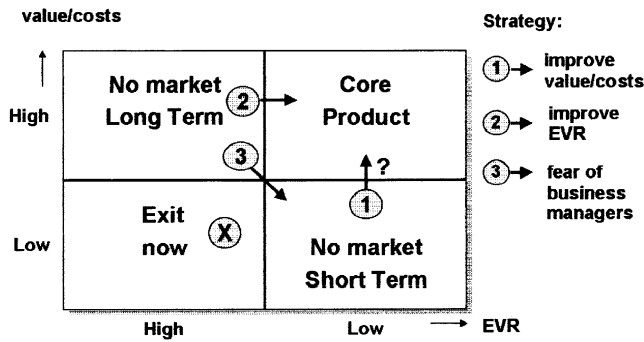 value/costs
Strategy:
High
No market
Long Term
2
Core
Product
1
improve
value/costs
2
improve
EVR
3
?
3
fear of
business
managers
Low
Exit
now
X
1
No market
Short Term
High
Low
EVR